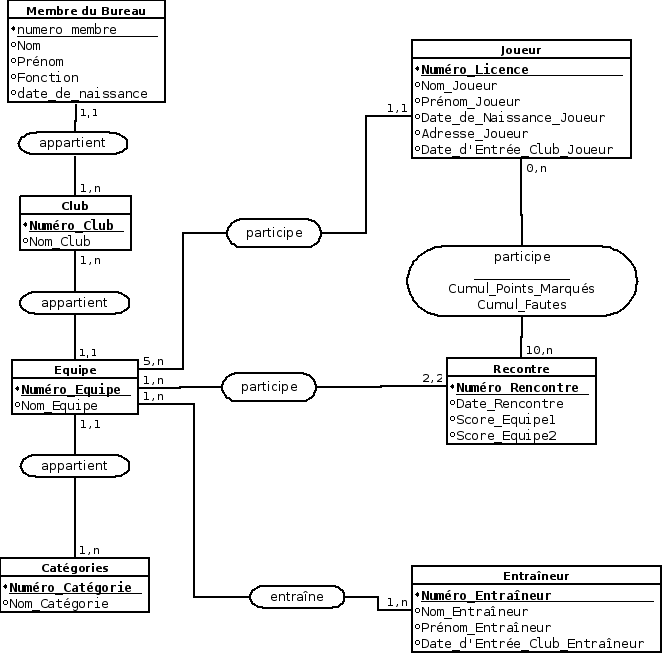 Membre du Bureau
numero_membre
Nom
Prénom
Fonction
date_de_naissance
1,1
appartient
1,n
Club
Numéro_Club
Nom_Club
1,n
appartient
1,1
Equipe
Numéro_Equipe
Nom_Equipe
1,1
appartient
1,n
Catégories
Numéro_Catégorie
Nom_Catégorie
5,n
participe
1,1
1,n
participe
2,2
1,n
entraîne
1,n
Joueur
Numéro_Licence
Nom_Joueur
Prénom_Joueur
Date_de_Naissance_Joueur
Adresse_Joueur
Date_d'Entrée_Club_Joueur
0,n
participe
Cumul_Points_Marqués
Cumul_Fautes
10,n
Recontre
Numéro_Rencontre
Date_Rencontre
Score_Equipe1
Score_Equipe2
Entraîneur
Numéro_Entraîneur
Nom_Entraîneur
Prénom_Entraîneur
Date_d'Entrée_Club_Entraîneur